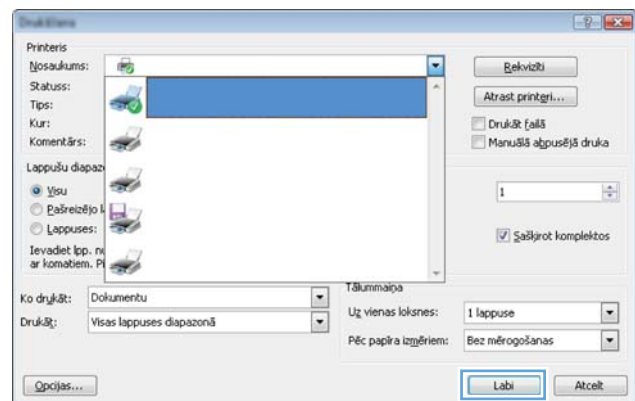 Printeris
Nosaukums:
Rekvizīti
Statuss:
Atrast printeri...
Tips:
Kur:
Drukāt failā
Komentārs:
Manuālā abpusējā druka
Lappušu diapazo
Visu
1
Pašreizējo l
Lappuses:
Sašķirot komplektos
Ievadiet lpp. nu
ar komatiem. Pi
Tālummaiņa
Ko drukāt: Dokumentu
Uz vienas loksnes: 1 lappuse
Drukāt: Visas lappuses diapazonā
Pēc papīra izmēriem: Bez mērogošanas
Opcijas...
Labi
Atcelt